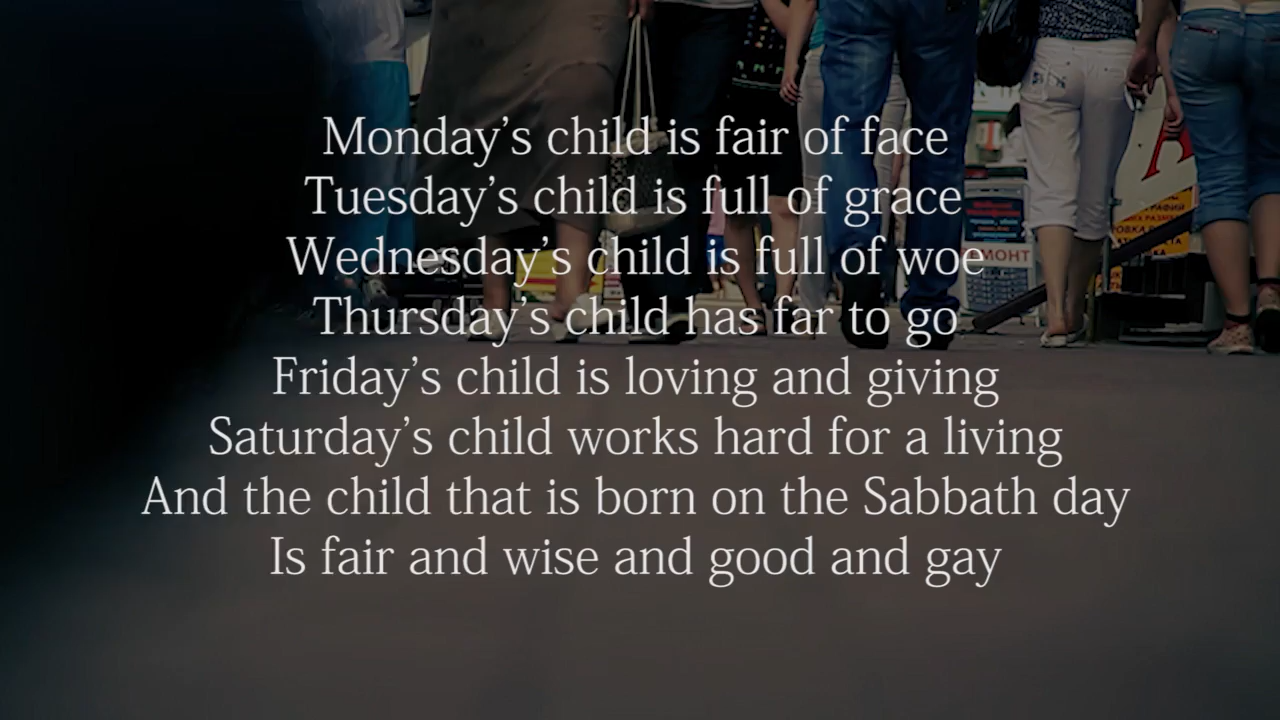 Monday’s child is fair of face
Tuesday’s child is full of grace
Wednesday’s child is full of woe
Thursday’s child has far to go
Friday’s child is loving and giving
Saturday’s child works hard for a living
And the child that is born on the Sabbath day
Is fair and wise and good and gay